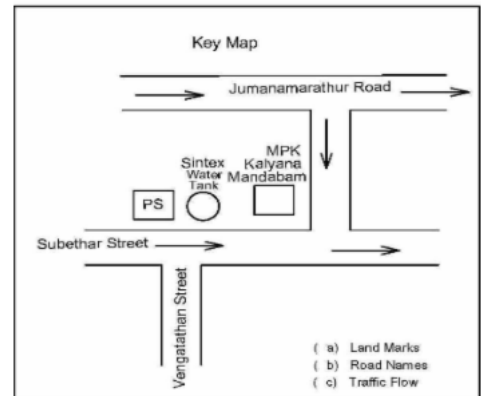 Key Map
Jumanamarathur Road
MPK
Kalyana
Mandabam
Sintex
Water
Tank
PS
Subethar Street
Vengatathan Street
( a) Land Marks
( b) Road Names
( c) Traffic Flow